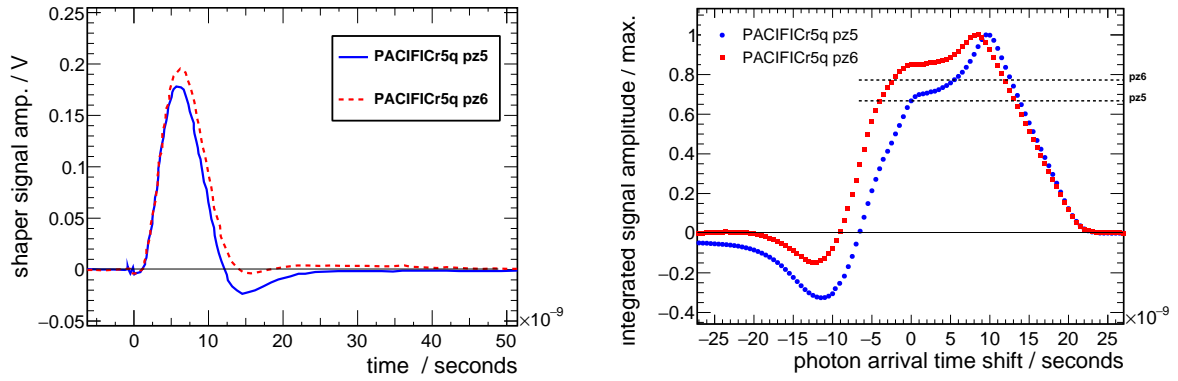 shaper signal amp. / V
0.25
0.20
0.15
0.10
0.05
0
−0.05
PACIFICr5q pz5
PACIFICr5q pz6
0 10 20 30 40 50
×10⁻⁹
time / seconds
integrated signal amplitude / max.
1
0.8
0.6
0.4
0.2
0
−0.2
−0.4
PACIFICr5q pz5
PACIFICr5q pz6
pz6
pz5
−25 −20 −15 −10 −5 0 5 10 15 20 25
×10⁻⁹
photon arrival time shift / seconds